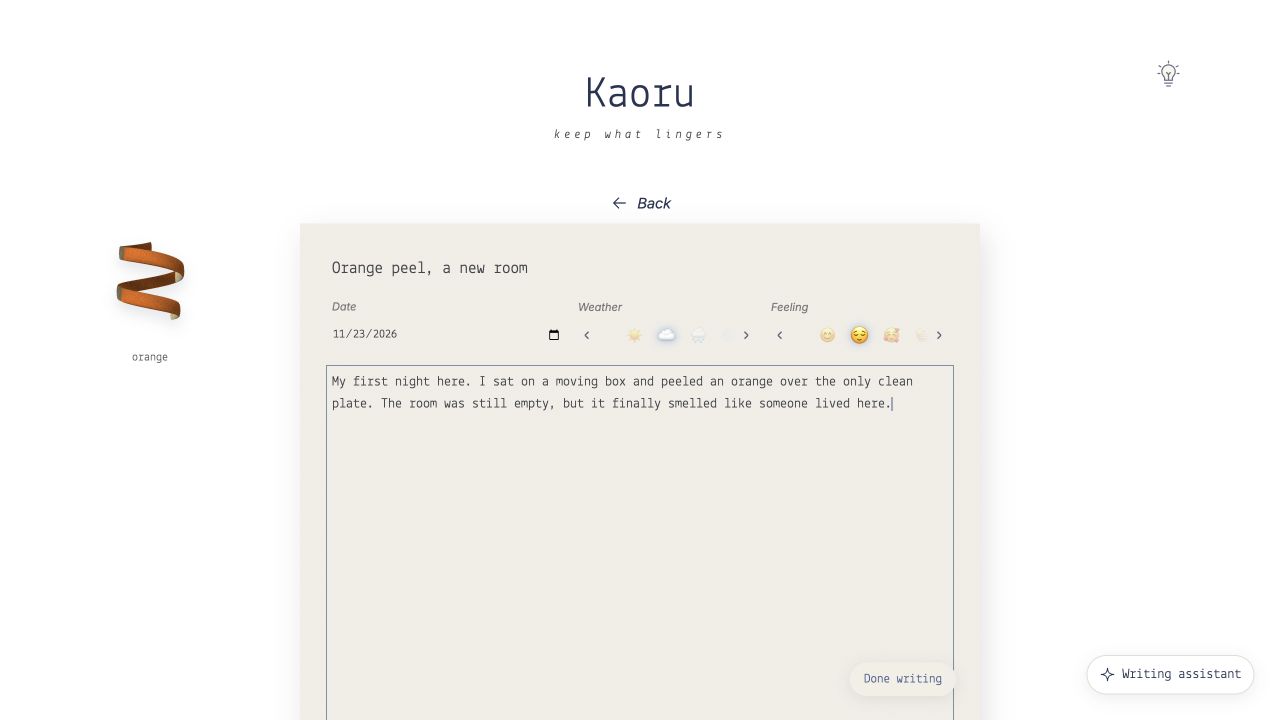 Kaoru
keep what lingers
← Back
orange
Orange peel, a new room
Date
Weather
Feeling
11/23/2026
My first night here. I sat on a moving box and peeled an orange over the only clean
plate. The room was still empty, but it finally smelled like someone lived here.
Done writing
Writing assistant